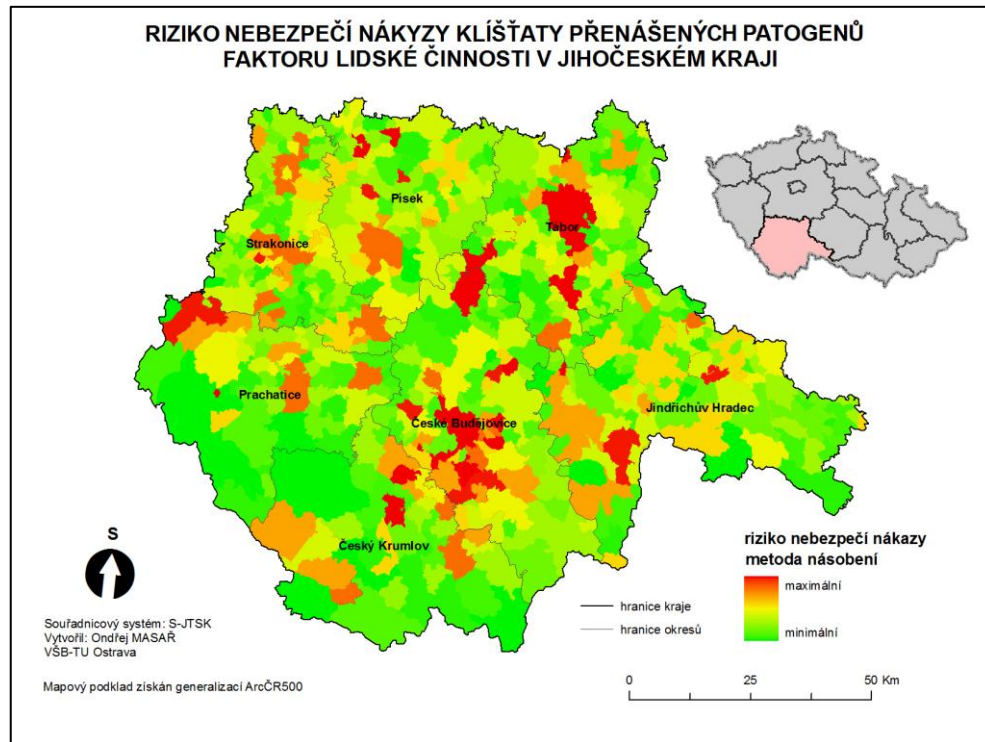 RIZIKO NEBEZPEČÍ NÁKYZY KLÍŠŤATY PŘENÁŠENÝCH PATOGENŮ
FAKTORU LIDSKÉ ČINNOSTI V JIHOČESKÉM KRAJI
Písek
Tábor
Strakonice
Prachatice
České Budějovice
Jindřichův Hradec
Český Krumlov
S
Souřadnicový systém: S-JTSK
Vytvořil: Ondřej MASAŘ
VŠB-TU Ostrava
Mapový podklad získán generalizací ArcČR500
hranice kraje
hranice okresů
riziko nebezpečí nákazy
metoda násobení
maximální
minimální
0 25 50 Km